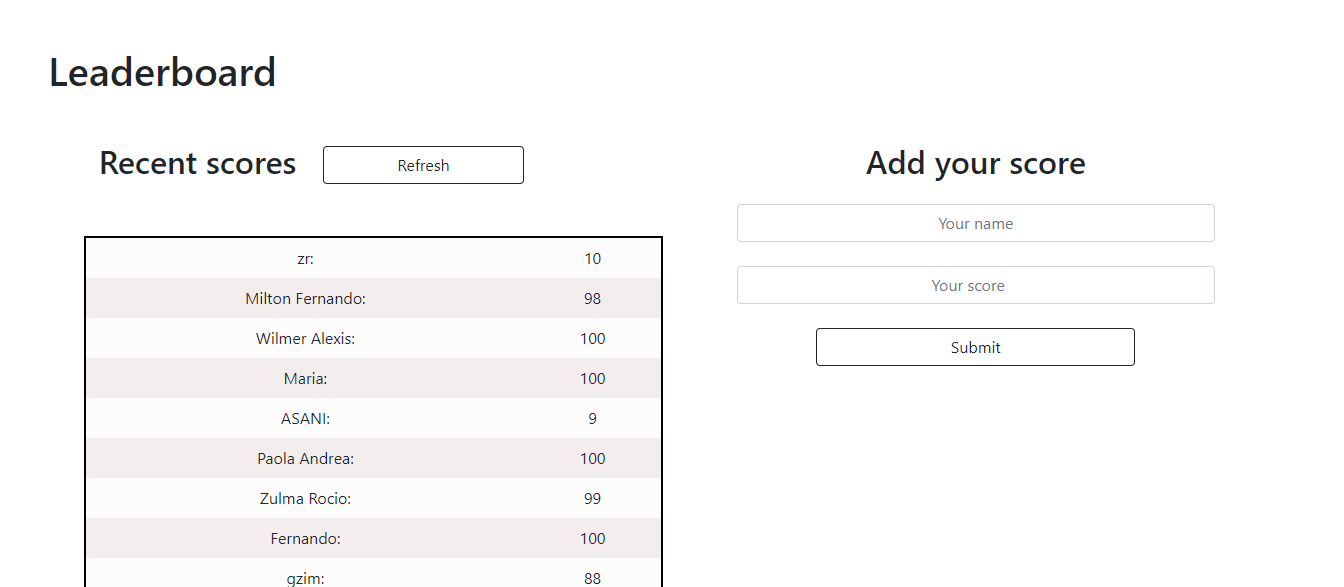 Leaderboard
Recent scores
Refresh
zr: 10
Milton Fernando: 98
Wilmer Alexis: 100
Maria: 100
ASANI: 9
Paola Andrea: 100
Zulma Rocio: 99
Fernando: 100
gzim: 88
Add your score
Your name
Your score
Submit